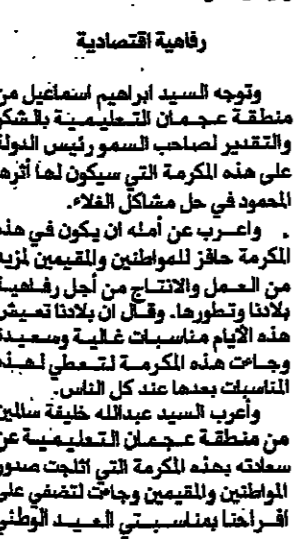 رفاهية اقتصادية
وتوجه السيد ابراهيم اسماعيل من
منطقة عجمان التعليمية بالشكر
والتقدير لصاحب السمو رئيس الدولة
على هذه المكرمة التي سيكون لها أثرها
المحمود في حل مشاكل الغلاء.
واعرب عن أمله ان يكون في هذه
المكرمة حافز للمواطنين والمقيمين لمزيد
من العمل والانتاج من أجل رفاهية
بلادنا وتطورها. وقال ان بلادنا تعيش
هذه الأيام مناسبات غالية وسعيدة
وجاءت هذه المكرمة لتعطي لهذه
المناسبات بعدها عند كل الناس.
وأعرب السيد عبدالله خليفة سالمين
من منطقة عجمان التعليمية عن
سعادته بهذه المكرمة التي اثلجت صدور
المواطنين والمقيمين وجاءت لتضفي على
افراحنا بمناسبتي العيد الوطني